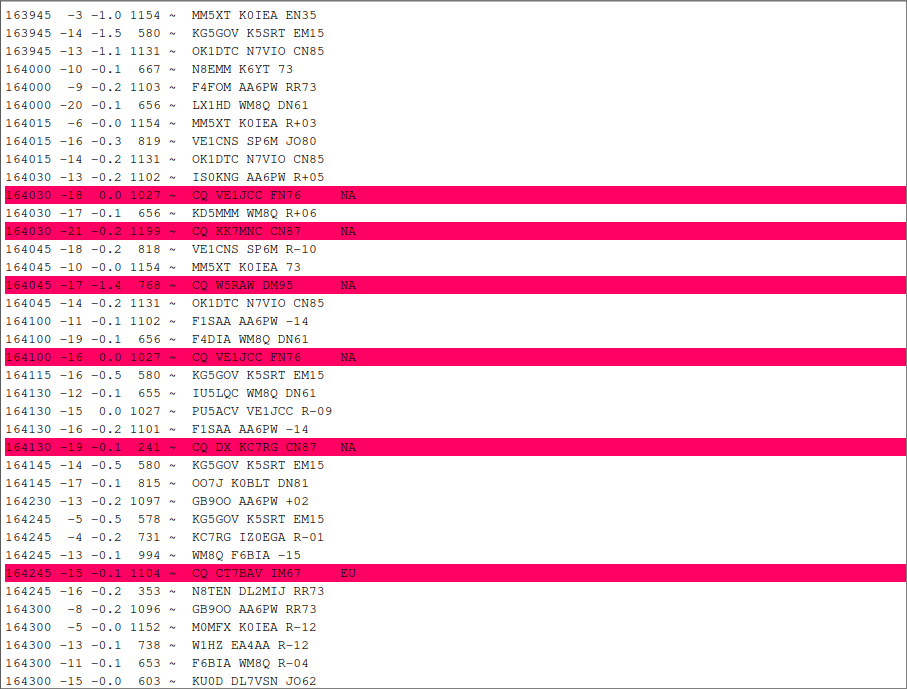 163945 -3 -1.0 1154 ~ MM5XT K0IEA EN35
163945 -14 -1.5 580 ~ KG5GOV K5SRT EM15
163945 -13 -1.1 1131 ~ OK1DTC N7VIO CN85
164000 -10 -0.1 667 ~ N8EMM K6YT 73
164000 -9 -0.2 1103 ~ F4FOM AA6PW RR73
164000 -20 -0.1 656 ~ LX1HD WM8Q DN61
164015 -6 -0.0 1154 ~ MM5XT K0IEA R+03
164015 -16 -0.3 819 ~ VE1CNS SP6M JO80
164015 -14 -0.2 1131 ~ OK1DTC N7VIO CN85
164030 -13 -0.2 1102 ~ IS0KNG AA6PW R+05
164030 -18 0.0 1027 ~ CQ VE1JCC FN76 NA
164030 -17 -0.1 656 ~ KD5MMM WM8Q R+06
164030 -21 -0.2 1199 ~ CQ KK7MNC CN87 NA
164045 -18 -0.2 818 ~ VE1CNS SP6M R-10
164045 -10 -0.0 1154 ~ MM5XT K0IEA 73
164045 -17 -1.4 768 ~ CQ W5RAW DM95 NA
164045 -14 -0.2 1131 ~ OK1DTC N7VIO CN85
164100 -11 -0.1 1102 ~ F1SAA AA6PW -14
164100 -19 -0.1 656 ~ F4DIA WM8Q DN61
164100 -16 0.0 1027 ~ CQ VE1JCC FN76 NA
164115 -16 -0.5 580 ~ KG5GOV K5SRT EM15
164130 -12 -0.1 655 ~ IU5LQC WM8Q DN61
164130 -15 0.0 1027 ~ PU5ACV VE1JCC R-09
164130 -16 -0.2 1101 ~ F1SAA AA6PW -14
164130 -19 -0.1 241 ~ CQ DX KC7RG CN87 NA
164145 -14 -0.5 580 ~ KG5GOV K5SRT EM15
164145 -17 -0.1 815 ~ OO7J K0BLT DN81
164230 -13 -0.2 1097 ~ GB9OO AA6PW +02
164245 -5 -0.5 578 ~ KG5GOV K5SRT EM15
164245 -4 -0.2 731 ~ KC7RG IZ0EGA R-01
164245 -13 -0.1 994 ~ WM8Q F6BIA -15
164245 -15 -0.1 1104 ~ CQ CT7BAV IM67 EU
164245 -16 -0.2 353 ~ N8TEN DL2MIJ RR73
164300 -8 -0.2 1096 ~ GB9OO AA6PW RR73
164300 -5 -0.0 1152 ~ M0MFX K0IEA R-12
164300 -13 -0.1 738 ~ W1HZ EA4AA R-12
164300 -11 -0.1 653 ~ F6BIA WM8Q R-04
164300 -15 -0.0 603 ~ KU0D DL7VSN JO62